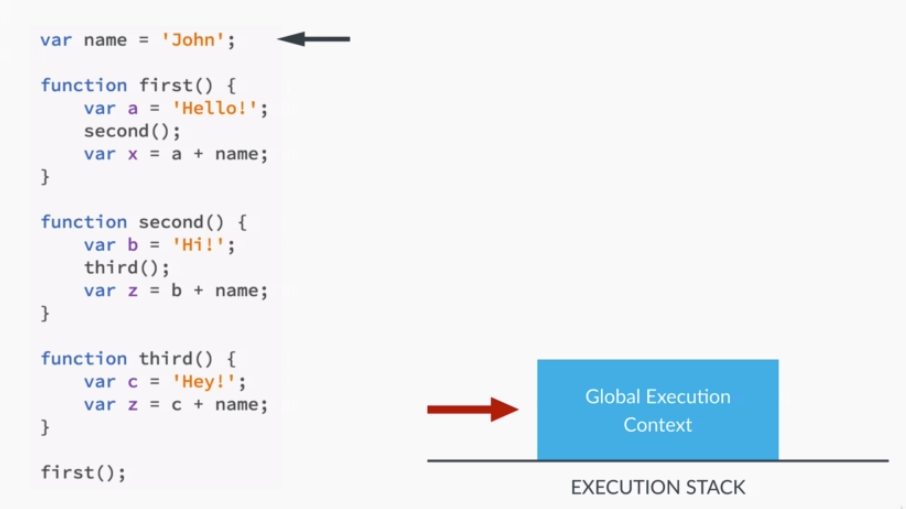 var name = 'John';
function first() {
    var a = 'Hello!';
    second();
    var x = a + name;
}
function second() {
    var b = 'Hi!';
    third();
    var z = b + name;
}
function third() {
    var c = 'Hey!';
    var z = c + name;
}
first();
Global Execution
Context
EXECUTION STACK